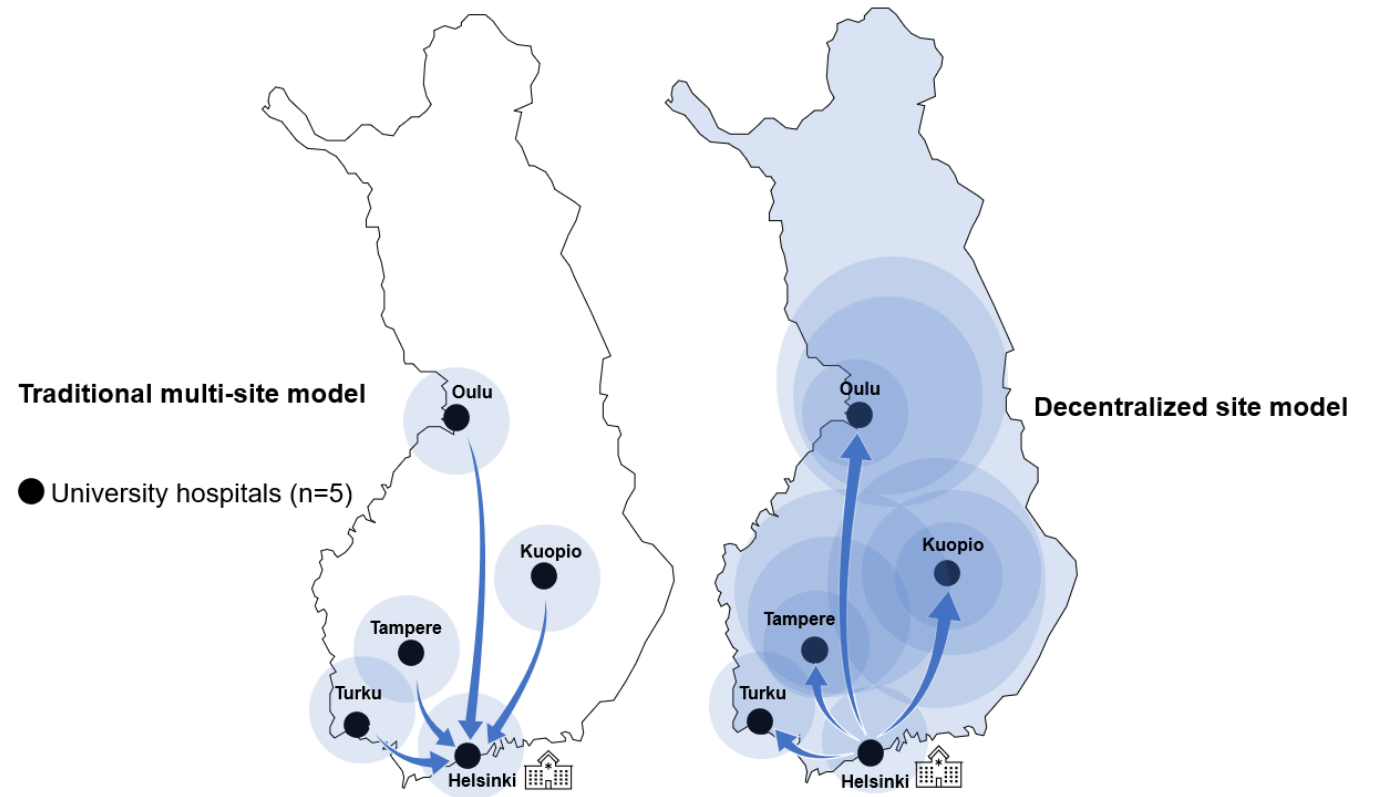 Traditional multi-site model
University hospitals (n=5)
Oulu
Kuopio
Tampere
Turku
Helsinki
Decentralized site model
Oulu
Kuopio
Tampere
Turku
Helsinki